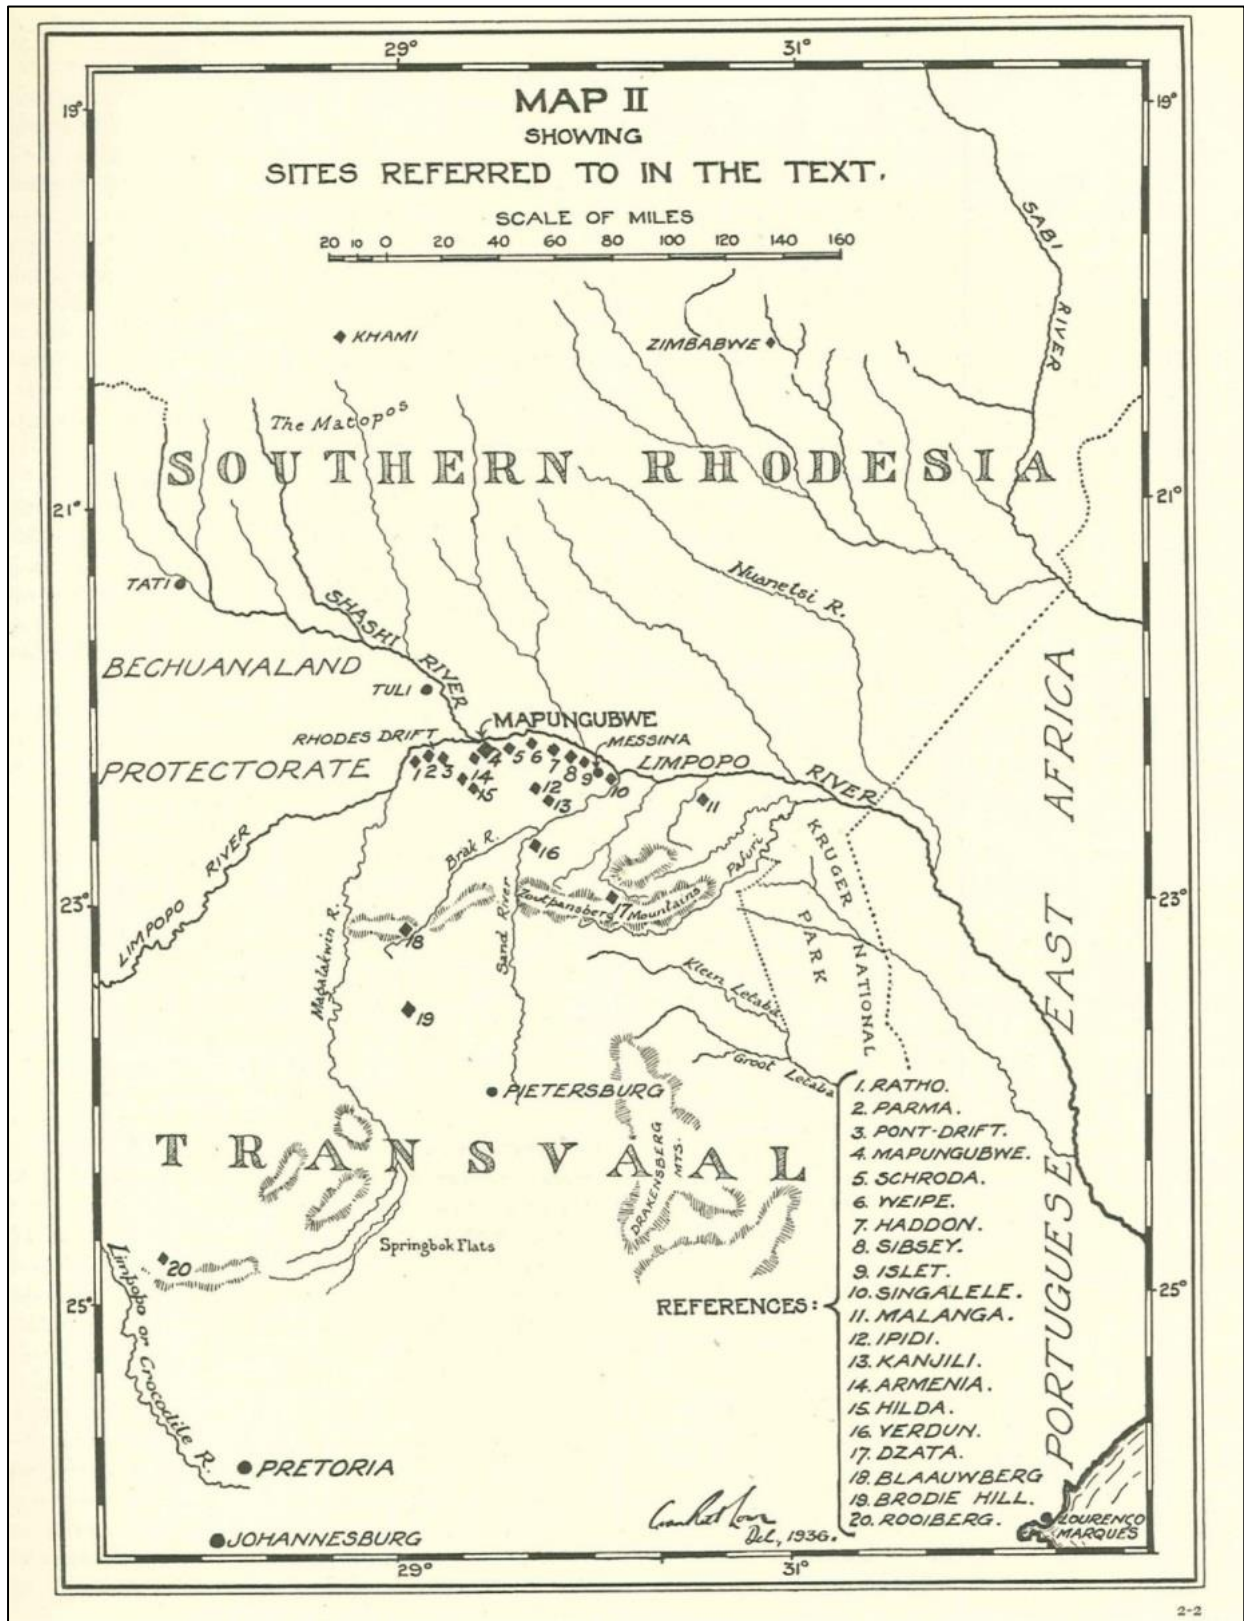 29° 31°
19° 19°
MAP II
SHOWING
SITES REFERRED TO IN THE TEXT.
SCALE OF MILES
20 10 0 20 40 60 80 100 120 140 160
SABI
RIVER
KHAMI
ZIMBABWE
The Matopos
SOUTHERN RHODESIA
21° 21°
TATI
Nuanetsi R.
SHASHI
RIVER
BECHUANALAND
TULI
MAPUNGUBWE
RHODES DRIFT
MESSINA
PROTECTORATE
1 2 3 4 5 6 7 8 9 10
LIMPOPO
RIVER
14 12
15 13 11
LIMPOPO RIVER
Brak R.
16
Pafuri
KRUGER
NATIONAL
PARK
23° 23°
Zoutpansberg 17 Mountains
18
Sand River
Magalakwin R.
19
Klein Letaba
Groot Letaba
PORTUGUESE EAST AFRICA
PIETERSBURG
TRANSVAAL
DRAKENSBERG
MTS.
Springbok Flats
20
Limpopo or Crocodile R.
25° 25°
REFERENCES:
1. RATHO.
2. PARMA.
3. PONT-DRIFT.
4. MAPUNGUBWE.
5. SCHRODA.
6. WEIPE.
7. HADDON.
8. SIBSEY.
9. ISLET.
10. SINGALELE.
11. MALANGA.
12. IPIDI.
13. KANJILI.
14. ARMENIA.
15. HILDA.
16. VERDUN.
17. DZATA.
18. BLAAUWBERG
19. BRODIE HILL.
20. ROOIBERG.
PRETORIA
JOHANNESBURG
Del., 1936.
LOURENÇO
MARQUES
29° 31°
2-2